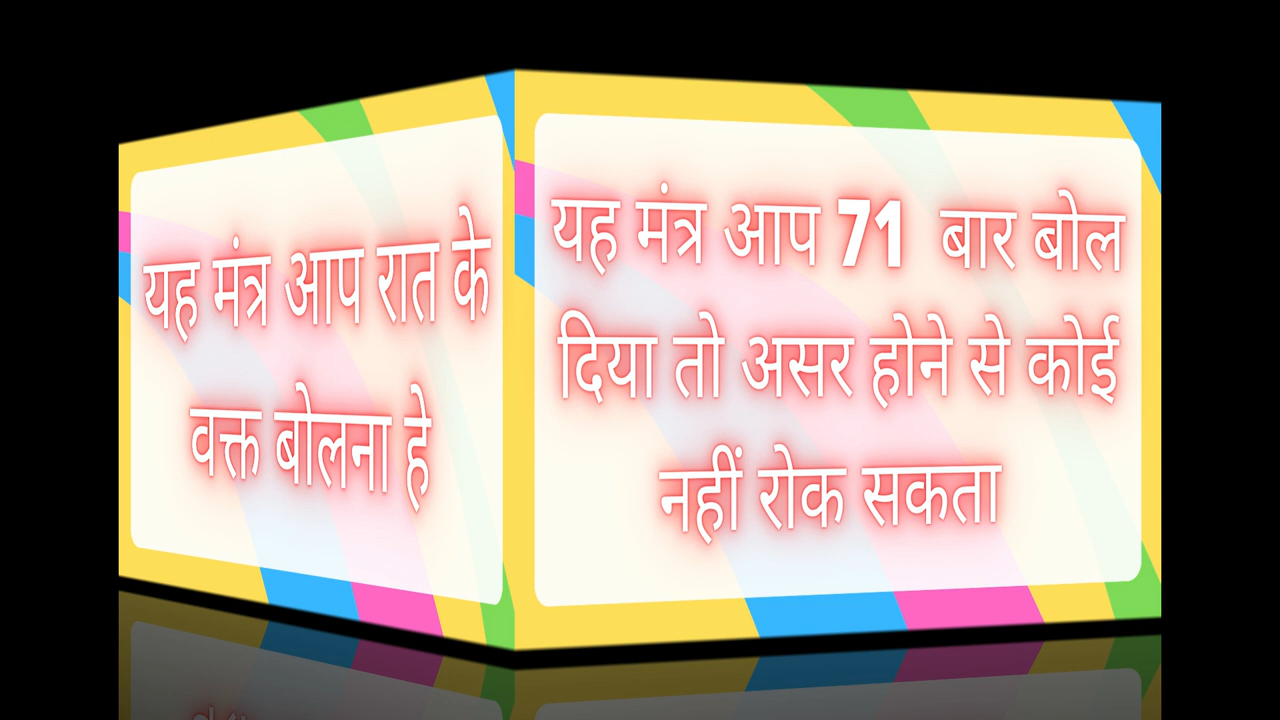 यह मंत्र आप रात के
वक्त बोलना हे
यह मंत्र आप 71 बार बोल
दिया तो असर होने से कोई
नहीं रोक सकता